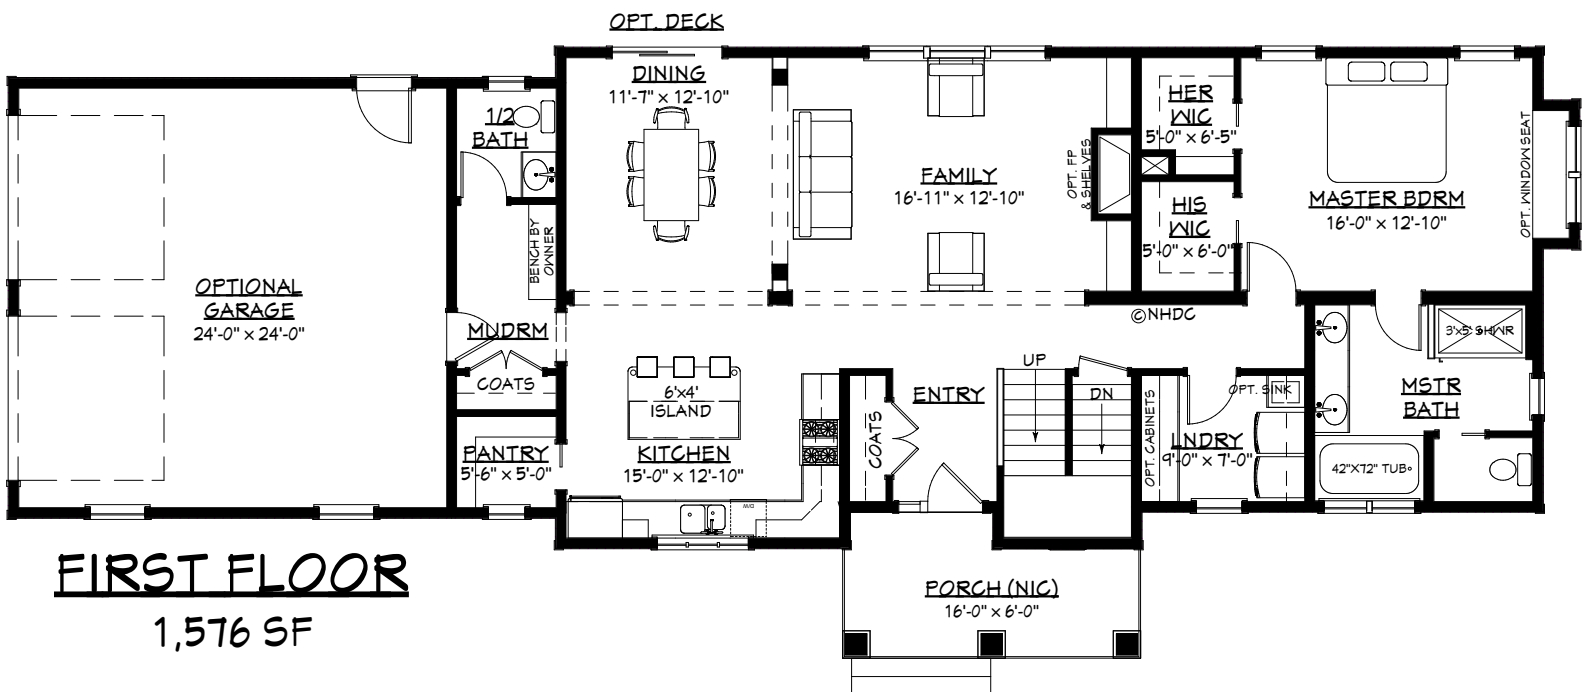 OPT. DECK
DINING
11'-7" x 12'-10"
1/2
BATH
BENCH BY
OWNER
OPTIONAL
GARAGE
24'-0" x 24'-0"
MUDRM
COATS
PANTRY
5'-6" x 5'-0"
6'x4'
ISLAND
KITCHEN
15'-0" x 12'-10"
D/W
FAMILY
16'-11" x 12'-10"
OPT. FP
& SHELVES
HER
WIC
5'-0" x 6'-5"
HIS
WIC
5'-0" x 6'-0"
MASTER BDRM
16'-0" x 12'-10"
OPT. WINDOW SEAT
©NHDC
COATS
ENTRY
UP
DN
OPT. CABINETS
OPT. SINK
LNDRY
9'-0" x 7'-0"
3'x5' SHWR
MSTR
BATH
42"X72" TUB
PORCH (NIC)
16'-0" x 6'-0"
FIRST FLOOR
1,576 SF